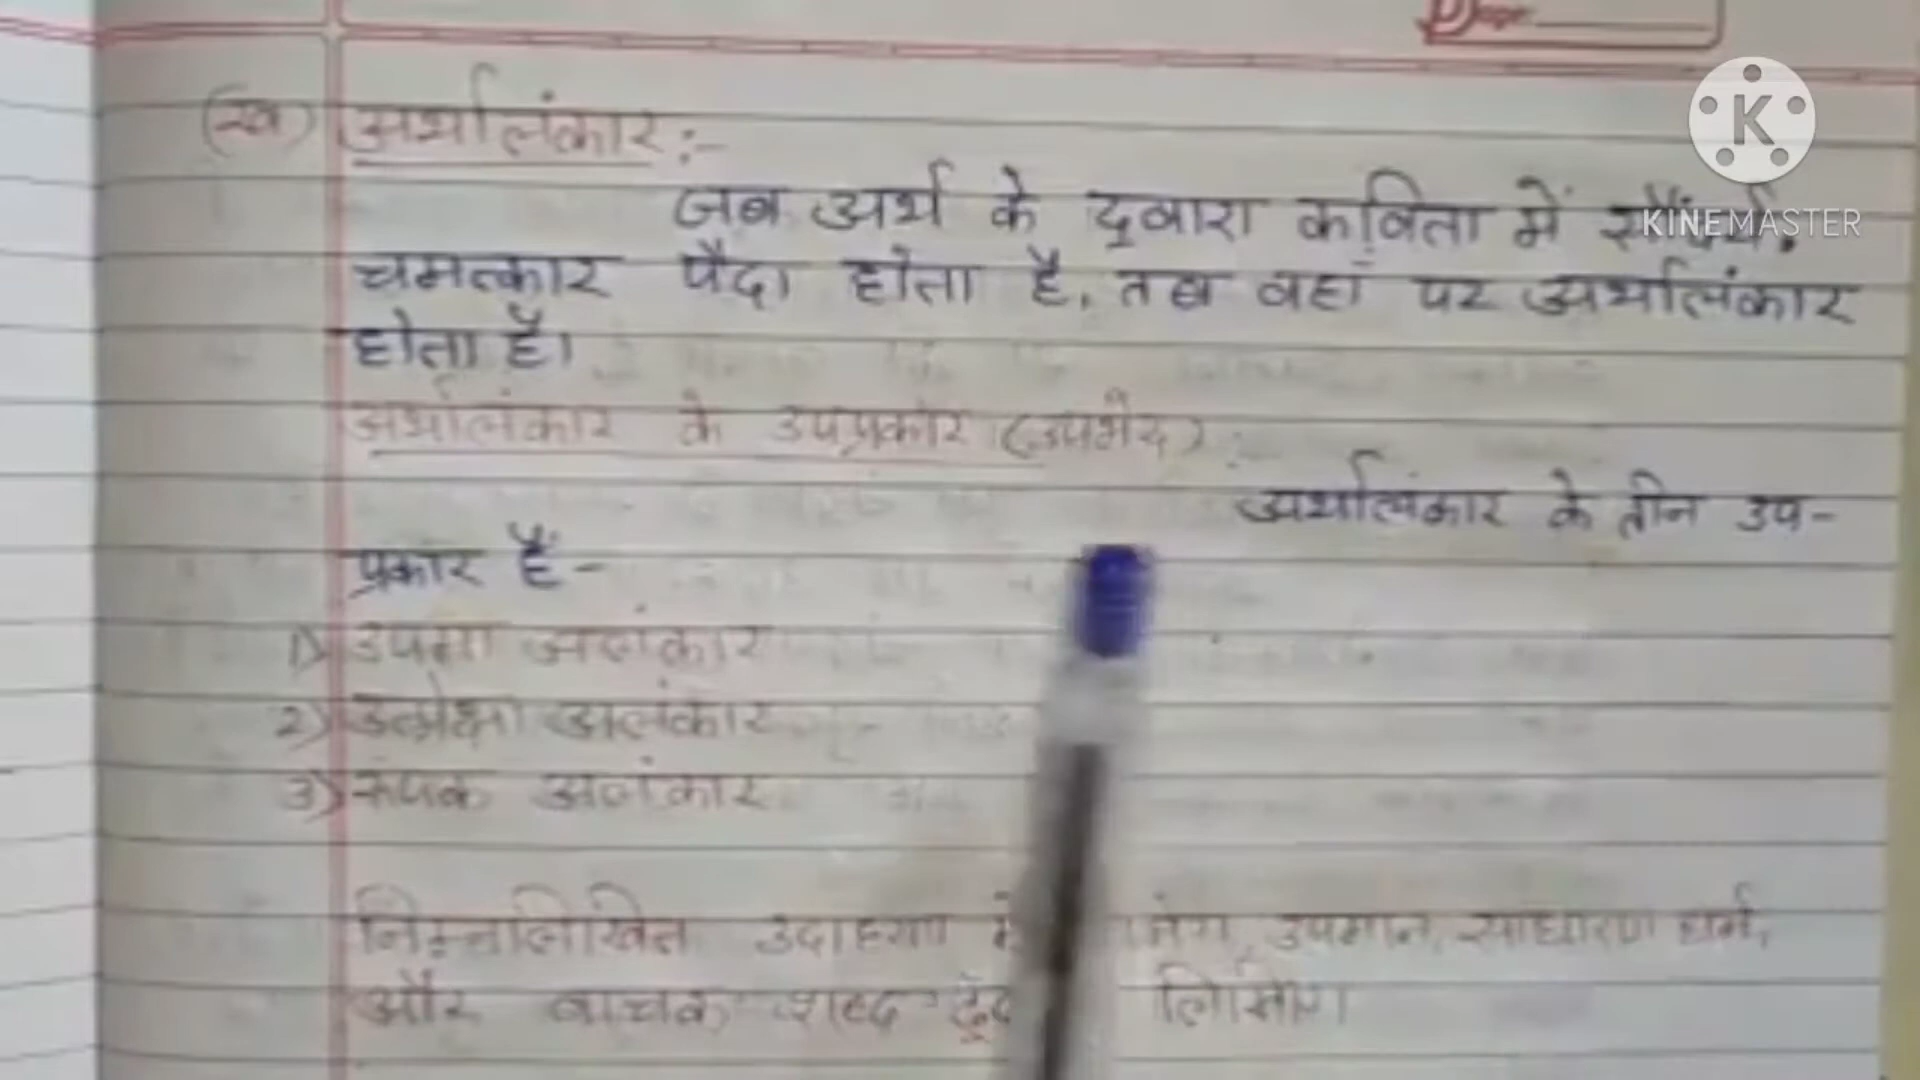 (ख) अर्थालंकार :-
जब अर्थ के द्वारा कविता में सौंदर्य,
चमत्कार पैदा होता है, तब वहाँ पर अर्थालंकार
होता है।
अर्थालंकार के उपप्रकार (उपभेद) :
अर्थालंकार के तीन उप-
प्रकार हैं-
1) उपमा अलंकार
2) उत्प्रेक्षा अलंकार
3) रूपक अलंकार
निम्नलिखित उदाहरण उपमान, साधारण धर्म,
और वाचक शब्द लिखिए।
K
KINEMASTER